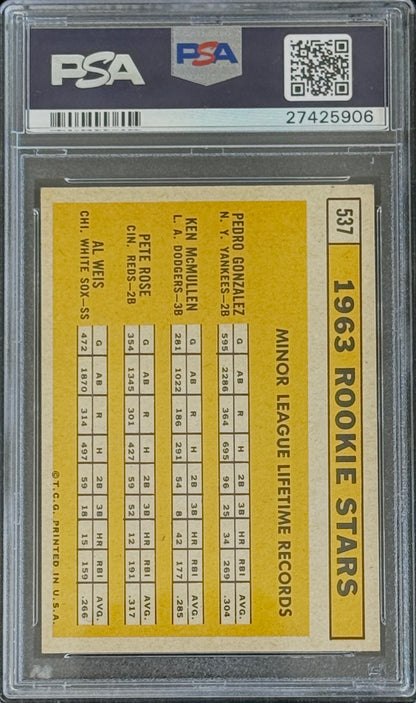 PSA
PSA
27425906
537
1963 ROOKIE STARS
MINOR LEAGUE LIFETIME RECORDS
PEDRO GONZALEZ
N. Y. YANKEES–2B
G AB R H 2B 3B HR RBI AVG.
595 2286 364 695 96 25 34 269 .304
KEN McMULLEN
L. A. DODGERS–3B
G AB R H 2B 3B HR RBI AVG.
281 1022 186 291 54 8 42 177 .285
PETE ROSE
CIN. REDS–2B
G AB R H 2B 3B HR RBI AVG.
354 1345 301 427 59 52 12 191 .317
AL WEIS
CHI. WHITE SOX–SS
G AB R H 2B 3B HR RBI AVG.
472 1870 314 497 59 18 15 159 .266
© T.C.G. PRINTED IN U.S.A.